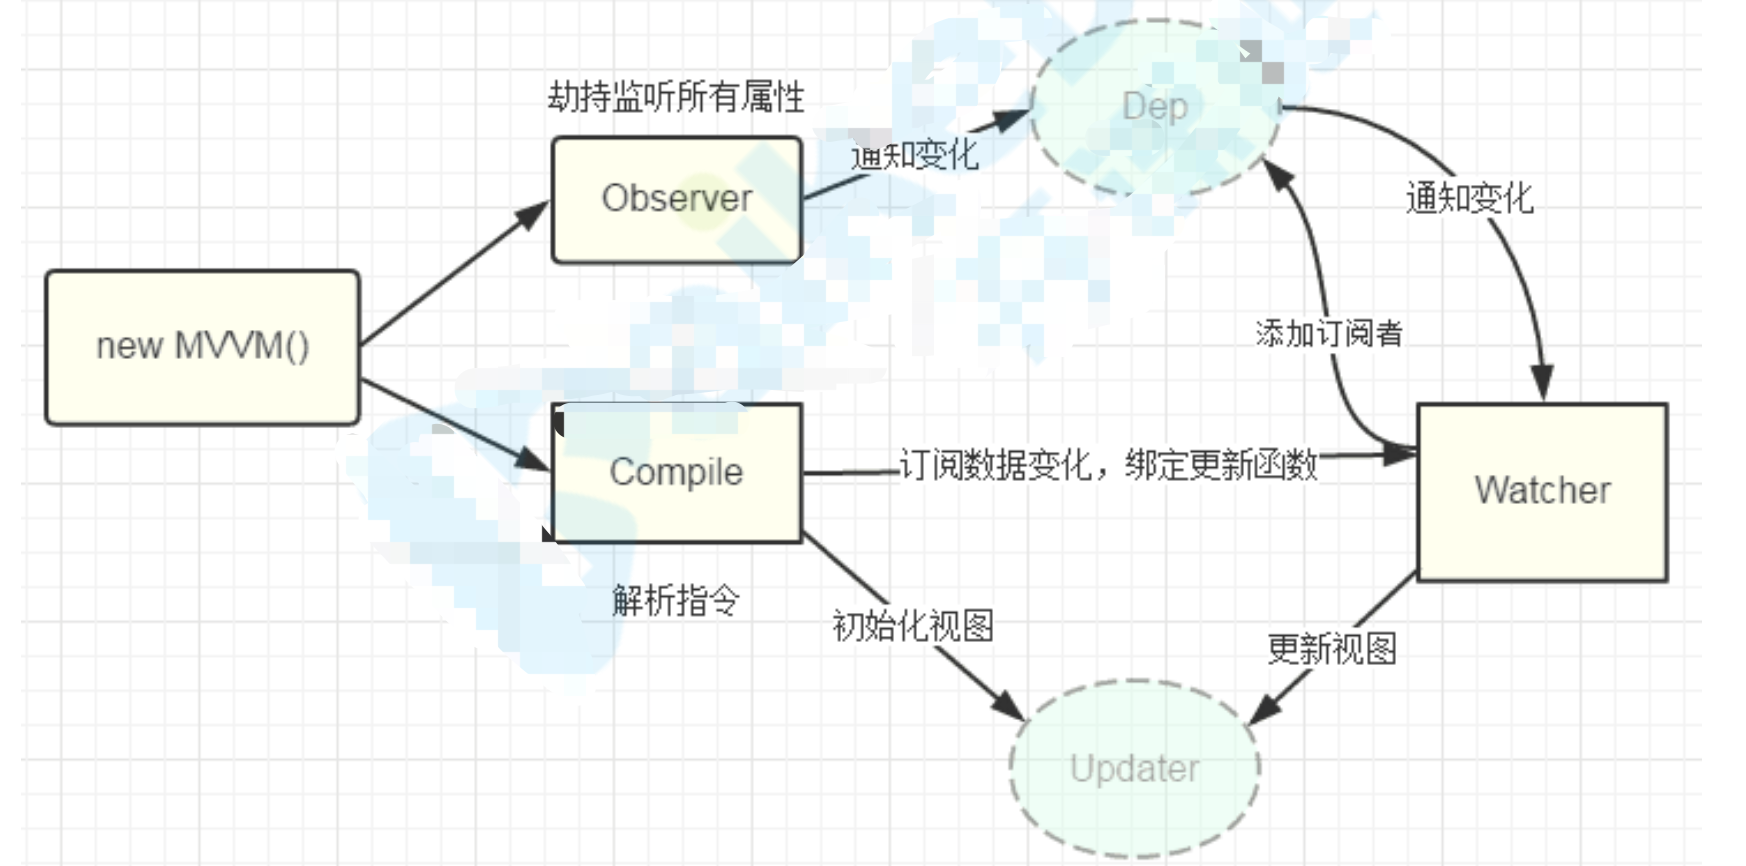 劫持监听所有属性
Observer
通知变化
Dep
通知变化
new MVVM()
添加订阅者
Compile
订阅数据变化，绑定更新函数
Watcher
解析指令
初始化视图
更新视图
Updater